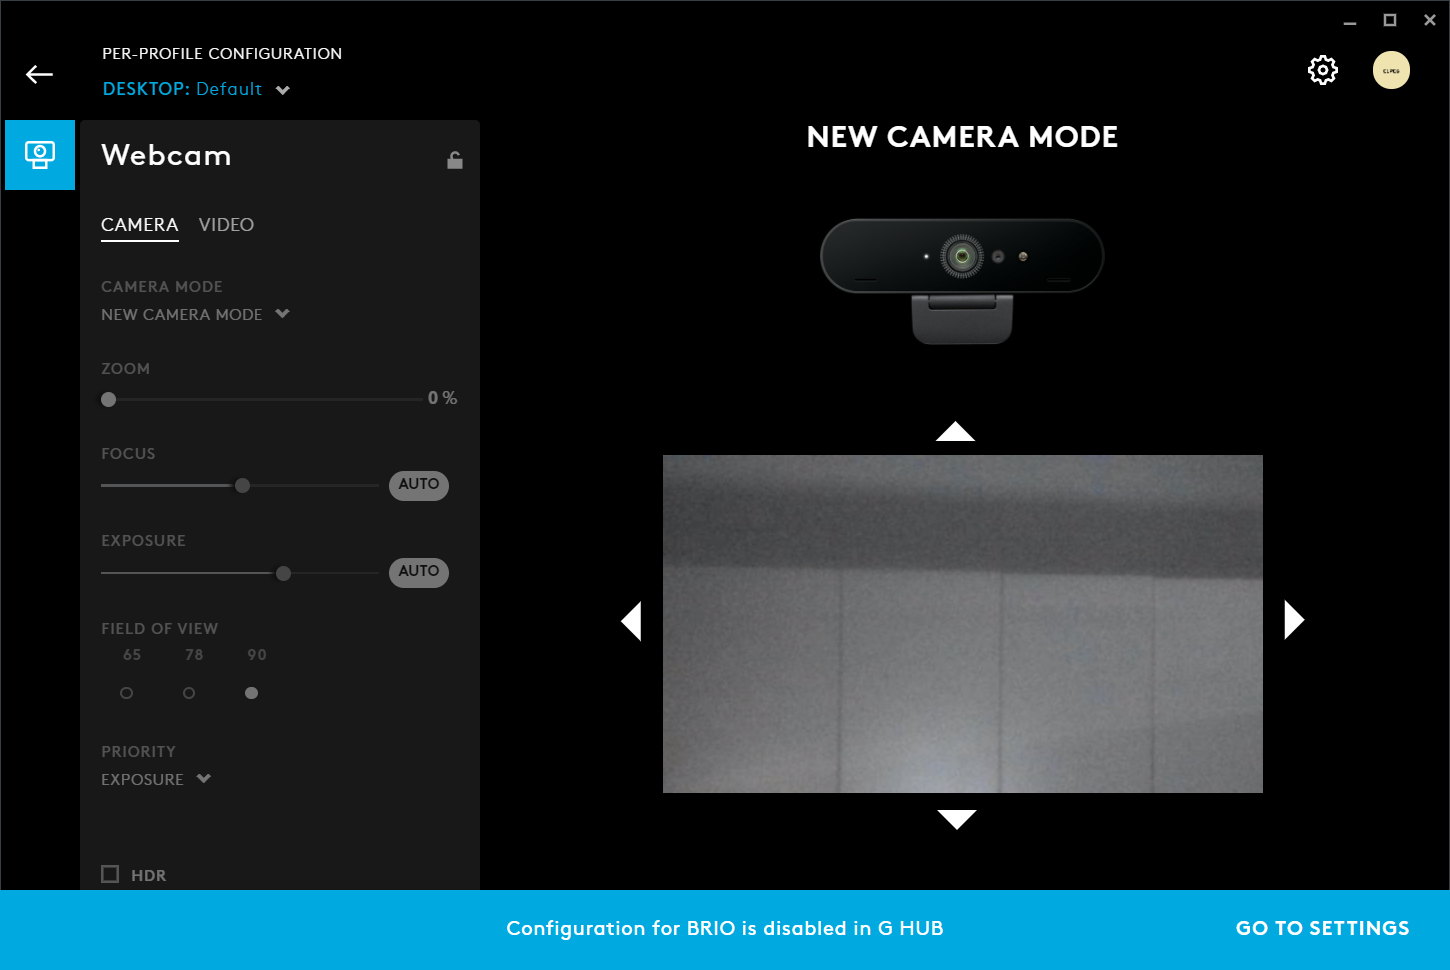 PER-PROFILE CONFIGURATION
DESKTOP: Default
Webcam
CAMERA VIDEO
CAMERA MODE
NEW CAMERA MODE
ZOOM
0 %
FOCUS
AUTO
EXPOSURE
AUTO
FIELD OF VIEW
65 78 90
PRIORITY
EXPOSURE
HDR
NEW CAMERA MODE
Configuration for BRIO is disabled in G HUB
GO TO SETTINGS